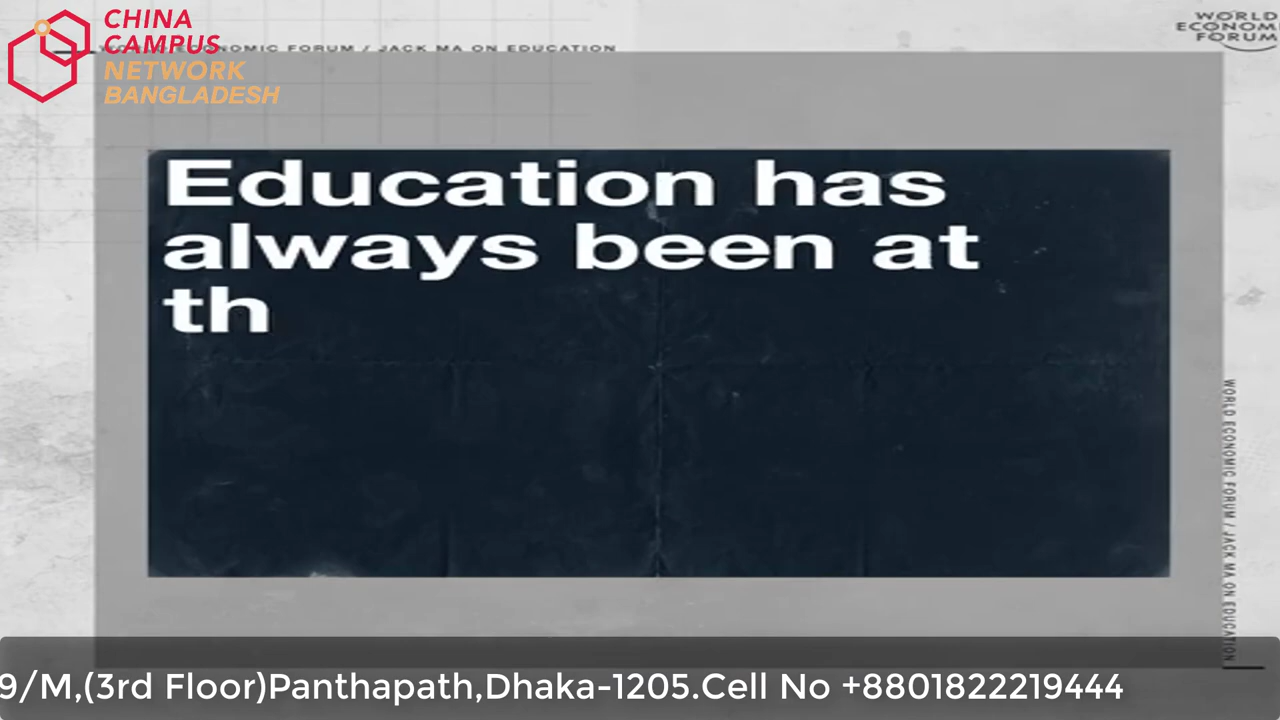 CHINA
CAMPUS
NETWORK
BANGLADESH
ECONOMIC FORUM / JACK MA ON EDUCATION
WORLD
ECONOMIC
FORUM
Education has
always been at
th
WORLD ECONOMIC FORUM / JACK MA ON EDUCATION
9/M,(3rd Floor)Panthapath,Dhaka-1205.Cell No +8801822219444